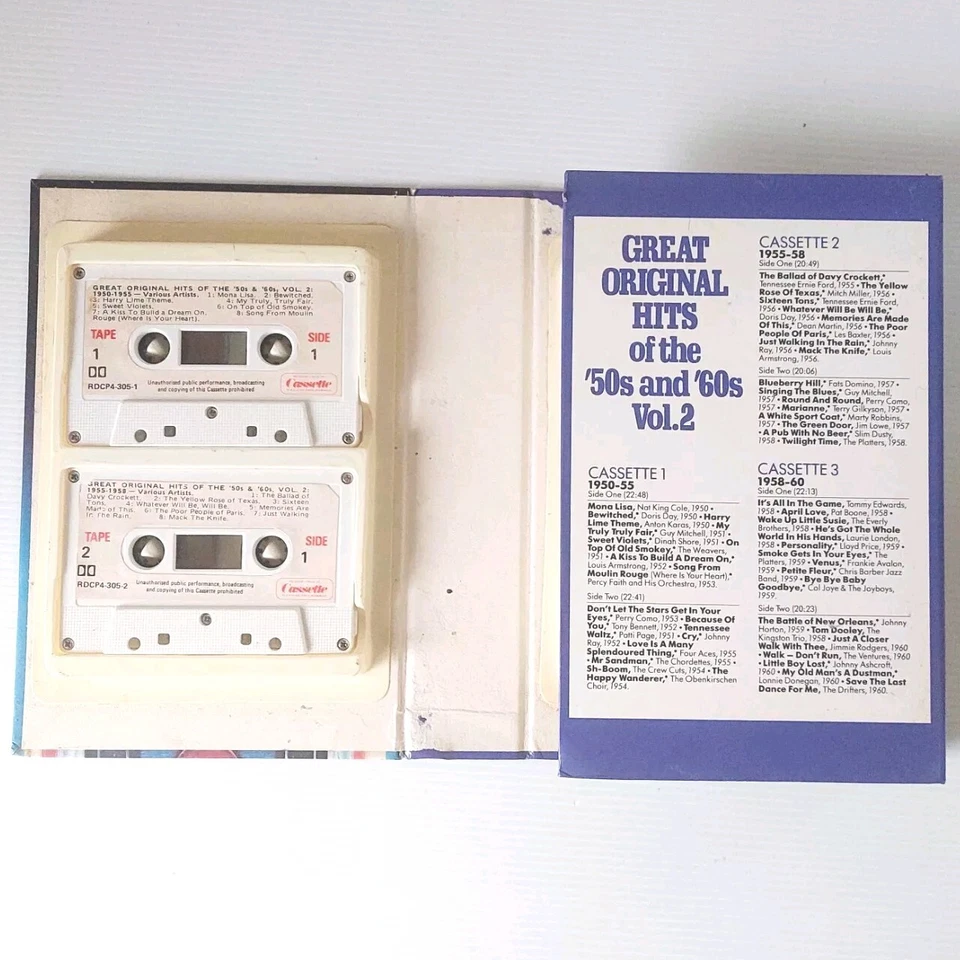 GREAT ORIGINAL HITS OF THE '50s & '60s, VOL. 2:
1950-1955 — Various Artists. 1: Mona Lisa. 2: Bewitched.
3: Harry Lime Theme. 4: My Truly, Truly Fair.
5: Sweet Violets. 6: On Top of Old Smokey.
7: A Kiss To Build a Dream On. 8: Song From Moulin
Rouge (Where Is Your Heart).
TAPE
SIDE
1
1
RDCP4-305-1
Unauthorised public performance, broadcasting
and copying of this Cassette prohibited
Cassette
GREAT ORIGINAL HITS OF THE '50s & '60s, VOL. 2:
1955-1958 — Various Artists. 1: The Ballad of
Davy Crockett. 2: The Yellow Rose of Texas. 3: Sixteen
Tons. 4: Whatever Will Be, Will Be. 5: Memories Are
Made of This. 6: The Poor People of Paris. 7: Just Walking
In The Rain. 8: Mack The Knife.
TAPE
SIDE
2
1
RDCP4-305-2
Unauthorised public performance, broadcasting
and copying of this Cassette prohibited
Cassette
GREAT
ORIGINAL
HITS
of the
'50s and '60s
Vol.2
CASSETTE 1
1950-55
Side One (22:48)
Mona Lisa, Nat King Cole, 1950 •
Bewitched,* Doris Day, 1950 • Harry
Lime Theme, Anton Karas, 1950 • My
Truly Truly Fair,* Guy Mitchell, 1951 •
Sweet Violets,* Dinah Shore, 1951 • On
Top Of Old Smokey,* The Weavers,
1951 • A Kiss To Build A Dream On,*
Louis Armstrong, 1952 • Song From
Moulin Rouge (Where Is Your Heart),*
Percy Faith and His Orchestra, 1953.
Side Two (22:41)
Don't Let The Stars Get In Your
Eyes,* Perry Como, 1953 • Because Of
You,* Tony Bennett, 1952 • Tennessee
Waltz,* Patti Page, 1951 • Cry,* Johnny
Ray, 1952 • Love Is A Many
Splendoured Thing,* Four Aces, 1955
• Mr Sandman,* The Chordettes, 1955 •
Sh-Boom, The Crew Cuts, 1954 • The
Happy Wanderer,* The Obenkirschen
Choir, 1954.
CASSETTE 2
1955-58
Side One (20:49)
The Ballad of Davy Crockett,*
Tennessee Ernie Ford, 1955 • The Yellow
Rose Of Texas,* Mitch Miller, 1956 •
Sixteen Tons,* Tennessee Ernie Ford,
1956 • Whatever Will Be Will Be,*
Doris Day, 1956 • Memories Are Made
Of This,* Dean Martin, 1956 • The Poor
People Of Paris,* Les Baxter, 1956 •
Just Walking In The Rain,* Johnny
Ray, 1956 • Mack The Knife,* Louis
Armstrong, 1956.
Side Two (20:06)
Blueberry Hill,* Fats Domino, 1957 •
Singing The Blues,* Guy Mitchell,
1957 • Round And Round, Perry Como,
1957 • Marianne,* Terry Gilkyson, 1957 •
A White Sport Coat,* Marty Robbins,
1957 • The Green Door, Jim Lowe, 1957
• A Pub With No Beer,* Slim Dusty,
1958 • Twilight Time, The Platters, 1958.
CASSETTE 3
1958-60
Side One (22:13)
It's All In The Game, Tommy Edwards,
1958 • April Love, Pat Boone, 1958 •
Wake Up Little Susie, The Everly
Brothers, 1958 • He's Got The Whole
World In His Hands, Laurie London,
1958 • Personality,* Lloyd Price, 1959 •
Smoke Gets In Your Eyes,* The
Platters, 1959 • Venus,* Frankie Avalon,
1959 • Petite Fleur,* Chris Barber Jazz
Band, 1959 • Bye Bye Baby
Goodbye,* Col Joye & The Joyboys,
1959.
Side Two (20:23)
The Battle of New Orleans,* Johnny
Horton, 1959 • Tom Dooley, The
Kingston Trio, 1958 • Just A Closer
Walk With Thee, Jimmie Rodgers, 1960
• Walk – Don't Run, The Ventures, 1960
• Little Boy Lost,* Johnny Ashcroft,
1960 • My Old Man's A Dustman,*
Lonnie Donegan, 1960 • Save The Last
Dance For Me, The Drifters, 1960.